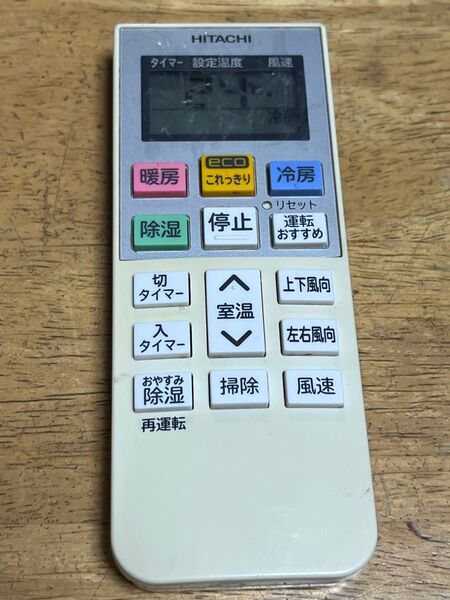 HITACHI
タイマー 設定温度 風速
冷房
暖房
eco
これっきり
冷房
リセット
除湿
停止
運転
おすすめ
切
タイマー
室温
上下風向
入
タイマー
左右風向
おやすみ
除湿
掃除
風速
再運転